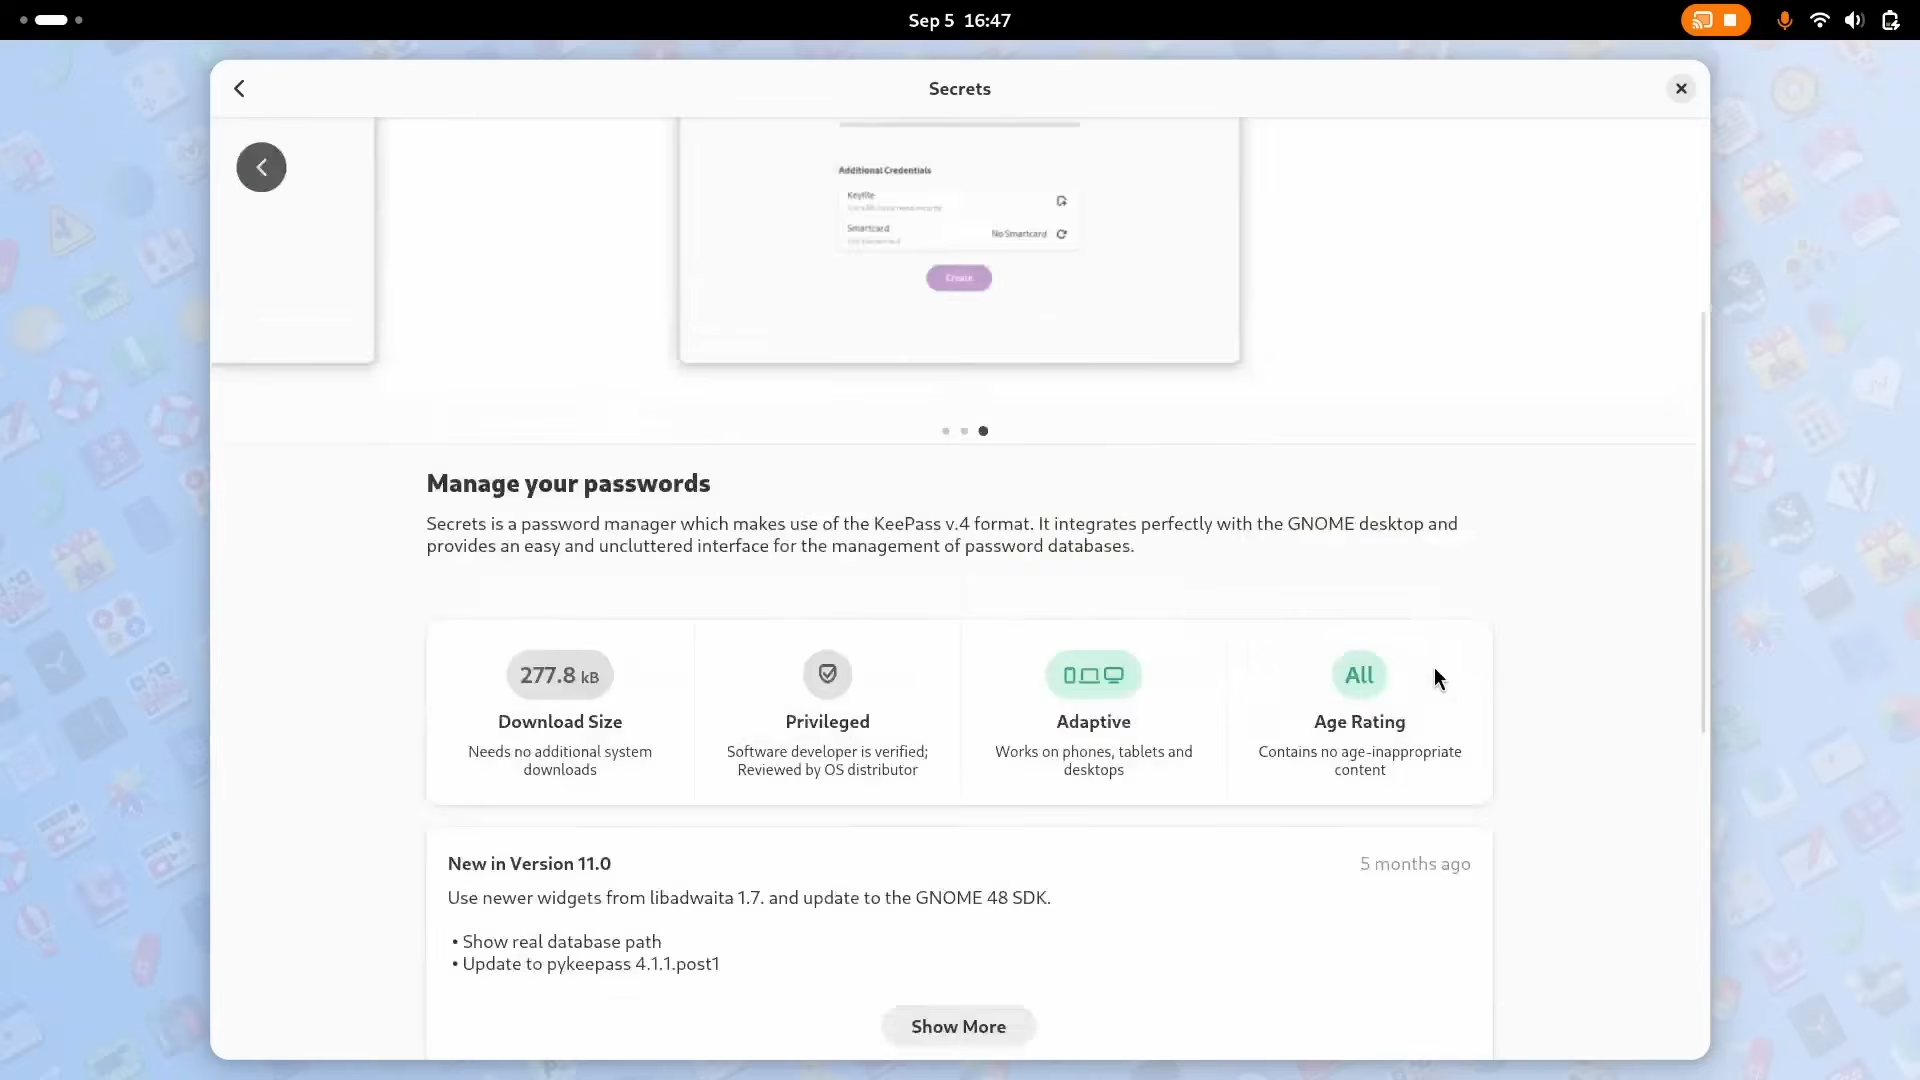 Sep 5 16:47
Secrets
Additional Credentials
Keyfile
Smartcard
No Smartcard
Create
Manage your passwords
Secrets is a password manager which makes use of the KeePass v.4 format. It integrates perfectly with the GNOME desktop and
provides an easy and uncluttered interface for the management of password databases.
277.8 kB
Download Size
Needs no additional system
downloads
Privileged
Software developer is verified;
Reviewed by OS distributor
Adaptive
Works on phones, tablets and
desktops
All
Age Rating
Contains no age-inappropriate
content
New in Version 11.0
5 months ago
Use newer widgets from libadwaita 1.7. and update to the GNOME 48 SDK.
• Show real database path
• Update to pykeepass 4.1.1.post1
Show More